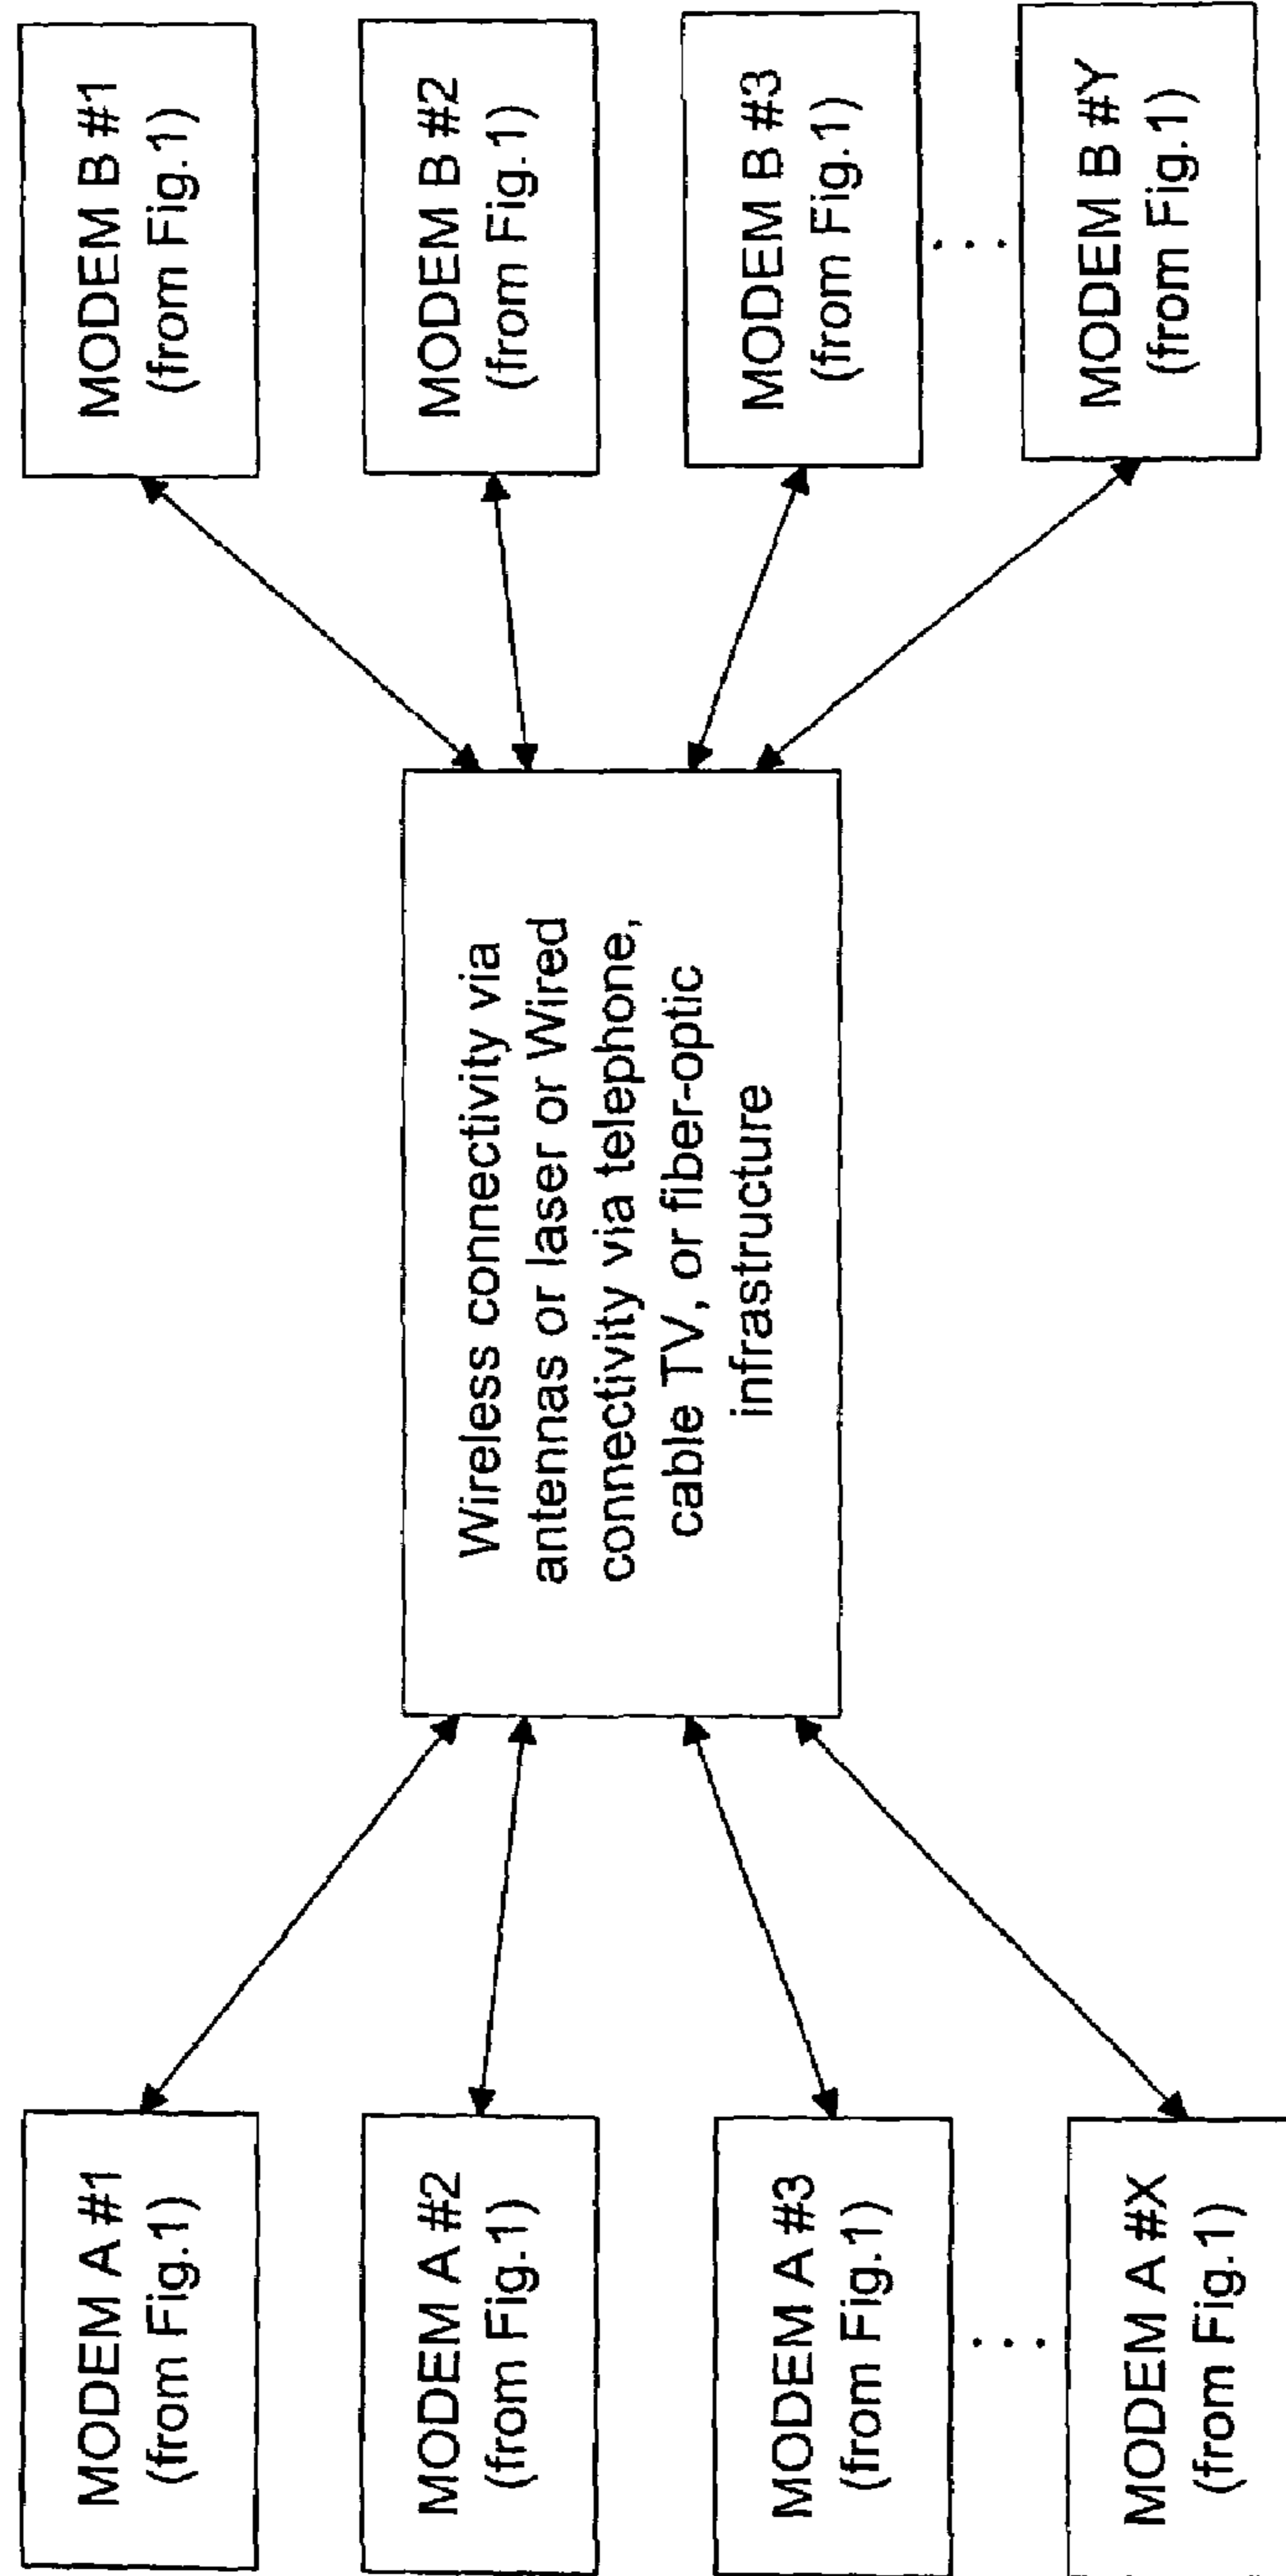 MODEM A #1
(from Fig.1)
MODEM A #2
(from Fig.1)
MODEM A #3
(from Fig.1)
. . .
MODEM A #X
(from Fig.1)
Wireless connectivity via
antennas or laser or Wired
connectivity via telephone,
cable TV, or fiber-optic
infrastructure
MODEM B #1
(from Fig.1)
MODEM B #2
(from Fig.1)
MODEM B #3
(from Fig.1)
. . .
MODEM B #Y
(from Fig.1)